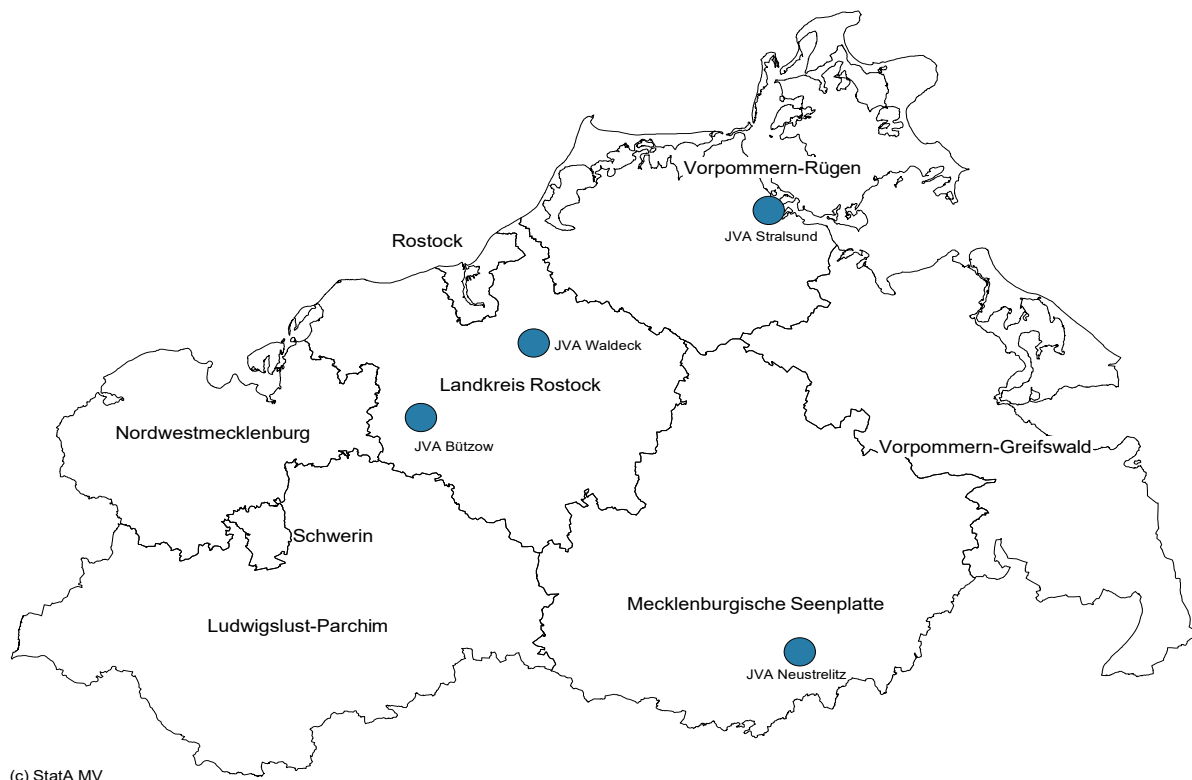 Vorpommern-Rügen
JVA Stralsund
Rostock
JVA Waldeck
Landkreis Rostock
Nordwestmecklenburg
JVA Bützow
Vorpommern-Greifswald
Schwerin
Mecklenburgische Seenplatte
Ludwigslust-Parchim
JVA Neustrelitz
(c) StatA MV